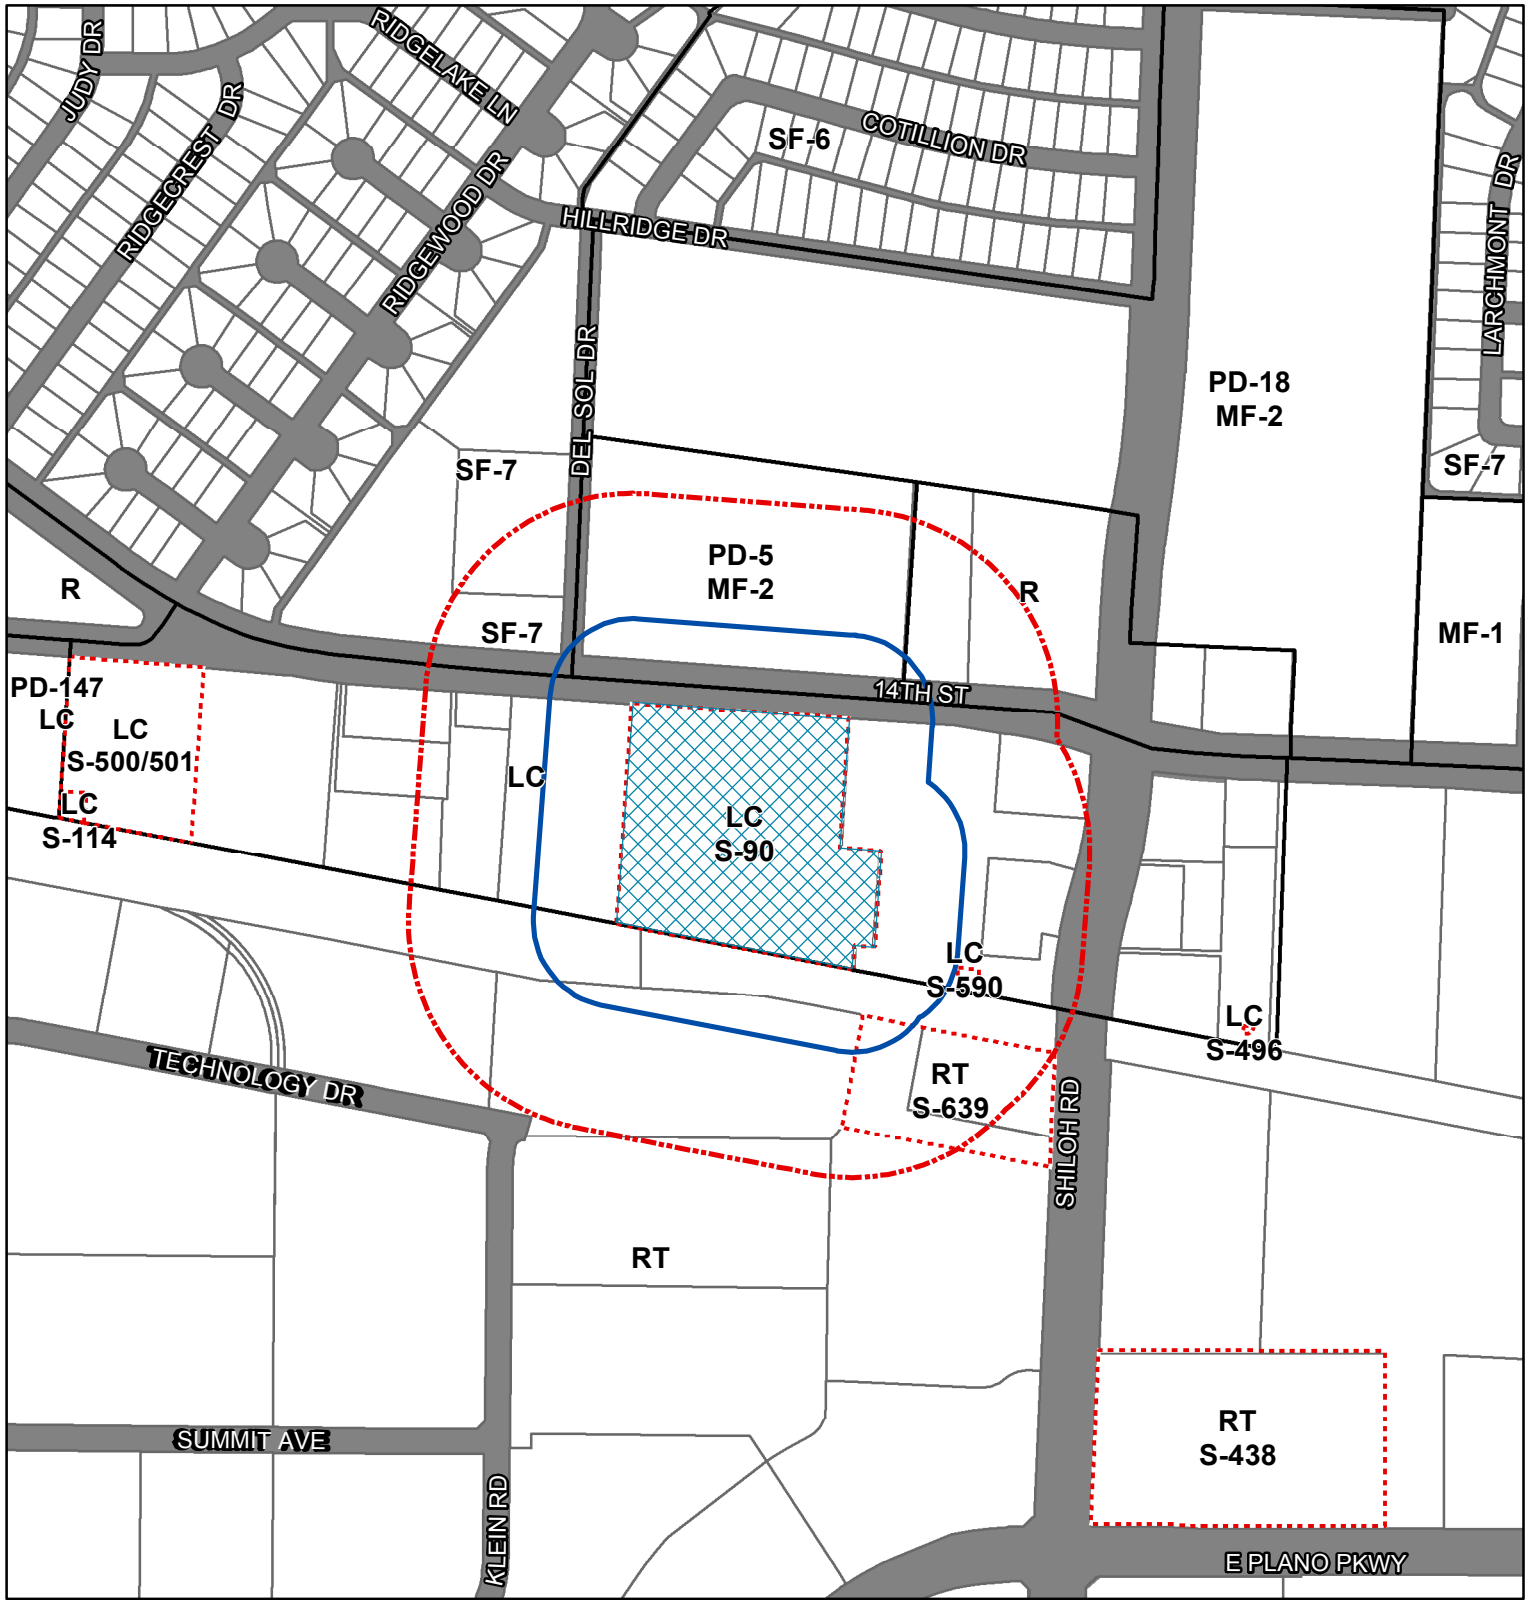 JUDY DR
RIDGELAKE LN
RIDGECREST DR
RIDGEWOOD DR
SF-6
COTILLION DR
LARCHMONT DR
HILLRIDGE DR
DEL SOL DR
PD-18
MF-2
SF-7
SF-7
PD-5
MF-2
R
R
SF-7
MF-1
14TH ST
PD-147
LC
LC
S-500/501
LC
S-114
LC
LC
S-90
LC
S-590
LC
S-496
TECHNOLOGY DR
RT
S-639
SHILOH RD
RT
RT
S-438
SUMMIT AVE
KLEIN RD
E PLANO PKWY